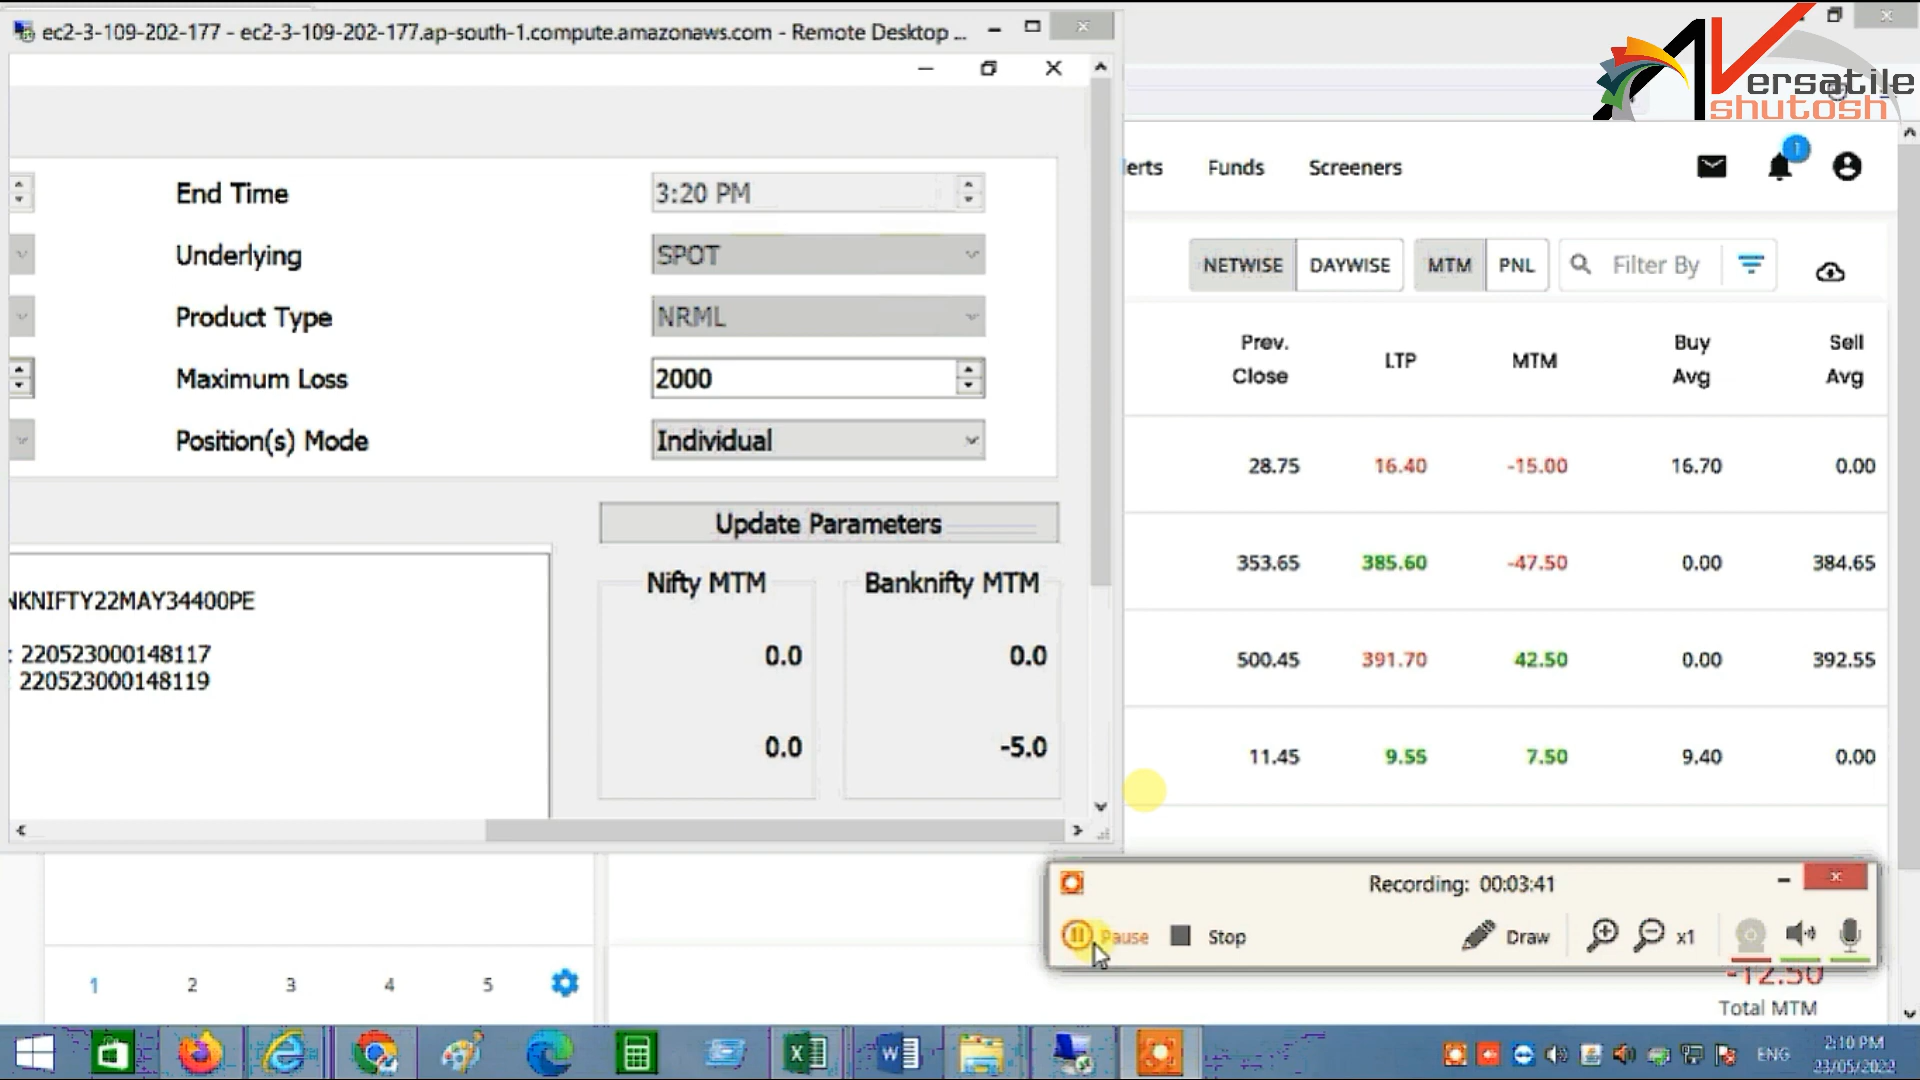 ec2-3-109-202-177 - ec2-3-109-202-177.ap-south-1.compute.amazonaws.com - Remote Desktop ...
Versatile
Ashutosh
End Time
3:20 PM
Underlying
SPOT
Product Type
NRML
Maximum Loss
2000
Position(s) Mode
Individual
Update Parameters
Nifty MTM
Banknifty MTM
0.0
0.0
0.0
-5.0
NKNIFTY22MAY34400PE
: 220523000148117
220523000148119
lerts
Funds
Screeners
1
NETWISE
DAYWISE
MTM
PNL
Filter By
Prev. Close
LTP
MTM
Buy Avg
Sell Avg
28.75 16.40 -15.00 16.70 0.00
353.65 385.60 -47.50 0.00 384.65
500.45 391.70 42.50 0.00 392.55
11.45 9.55 7.50 9.40 0.00
Recording: 00:03:41
Pause
Stop
Draw
x1
-12.50
Total MTM
1 2 3 4 5
ENG
2:10 PM
23/05/2022